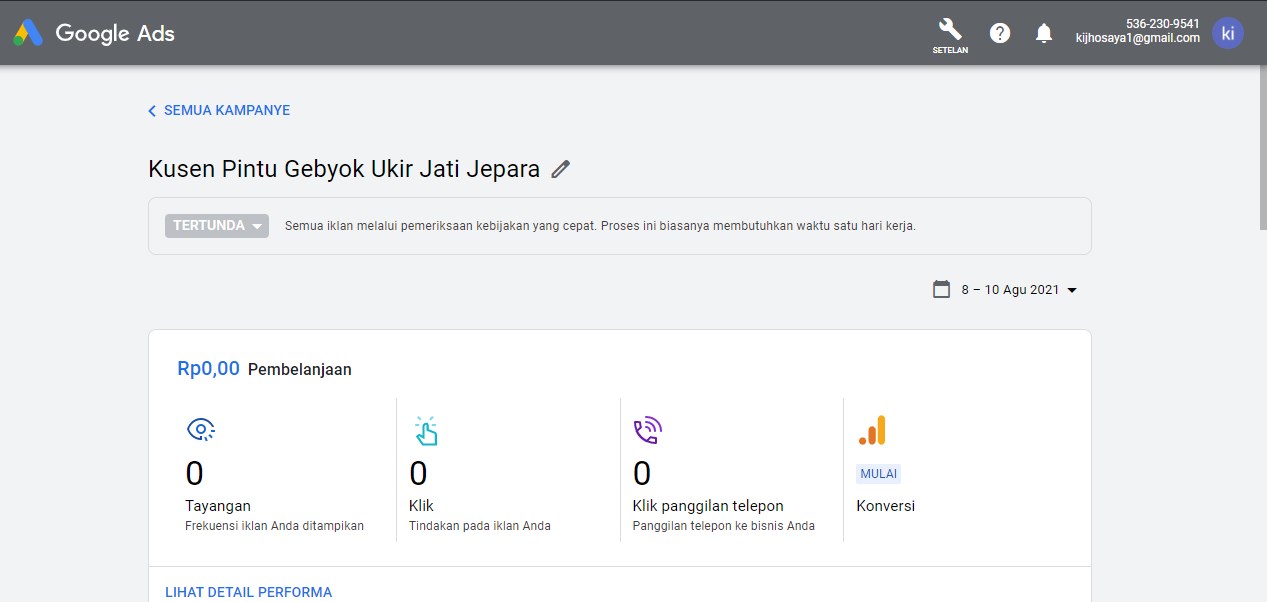 Google Ads
SETELAN
536-230-9541
kijhosaya1@gmail.com
ki
SEMUA KAMPANYE
Kusen Pintu Gebyok Ukir Jati Jepara
TERTUNDA
Semua iklan melalui pemeriksaan kebijakan yang cepat. Proses ini biasanya membutuhkan waktu satu hari kerja.
8 – 10 Agu 2021
Rp0,00 Pembelanjaan
0
Tayangan
Frekuensi iklan Anda ditampikan
0
Klik
Tindakan pada iklan Anda
0
Klik panggilan telepon
Panggilan telepon ke bisnis Anda
MULAI
Konversi
LIHAT DETAIL PERFORMA